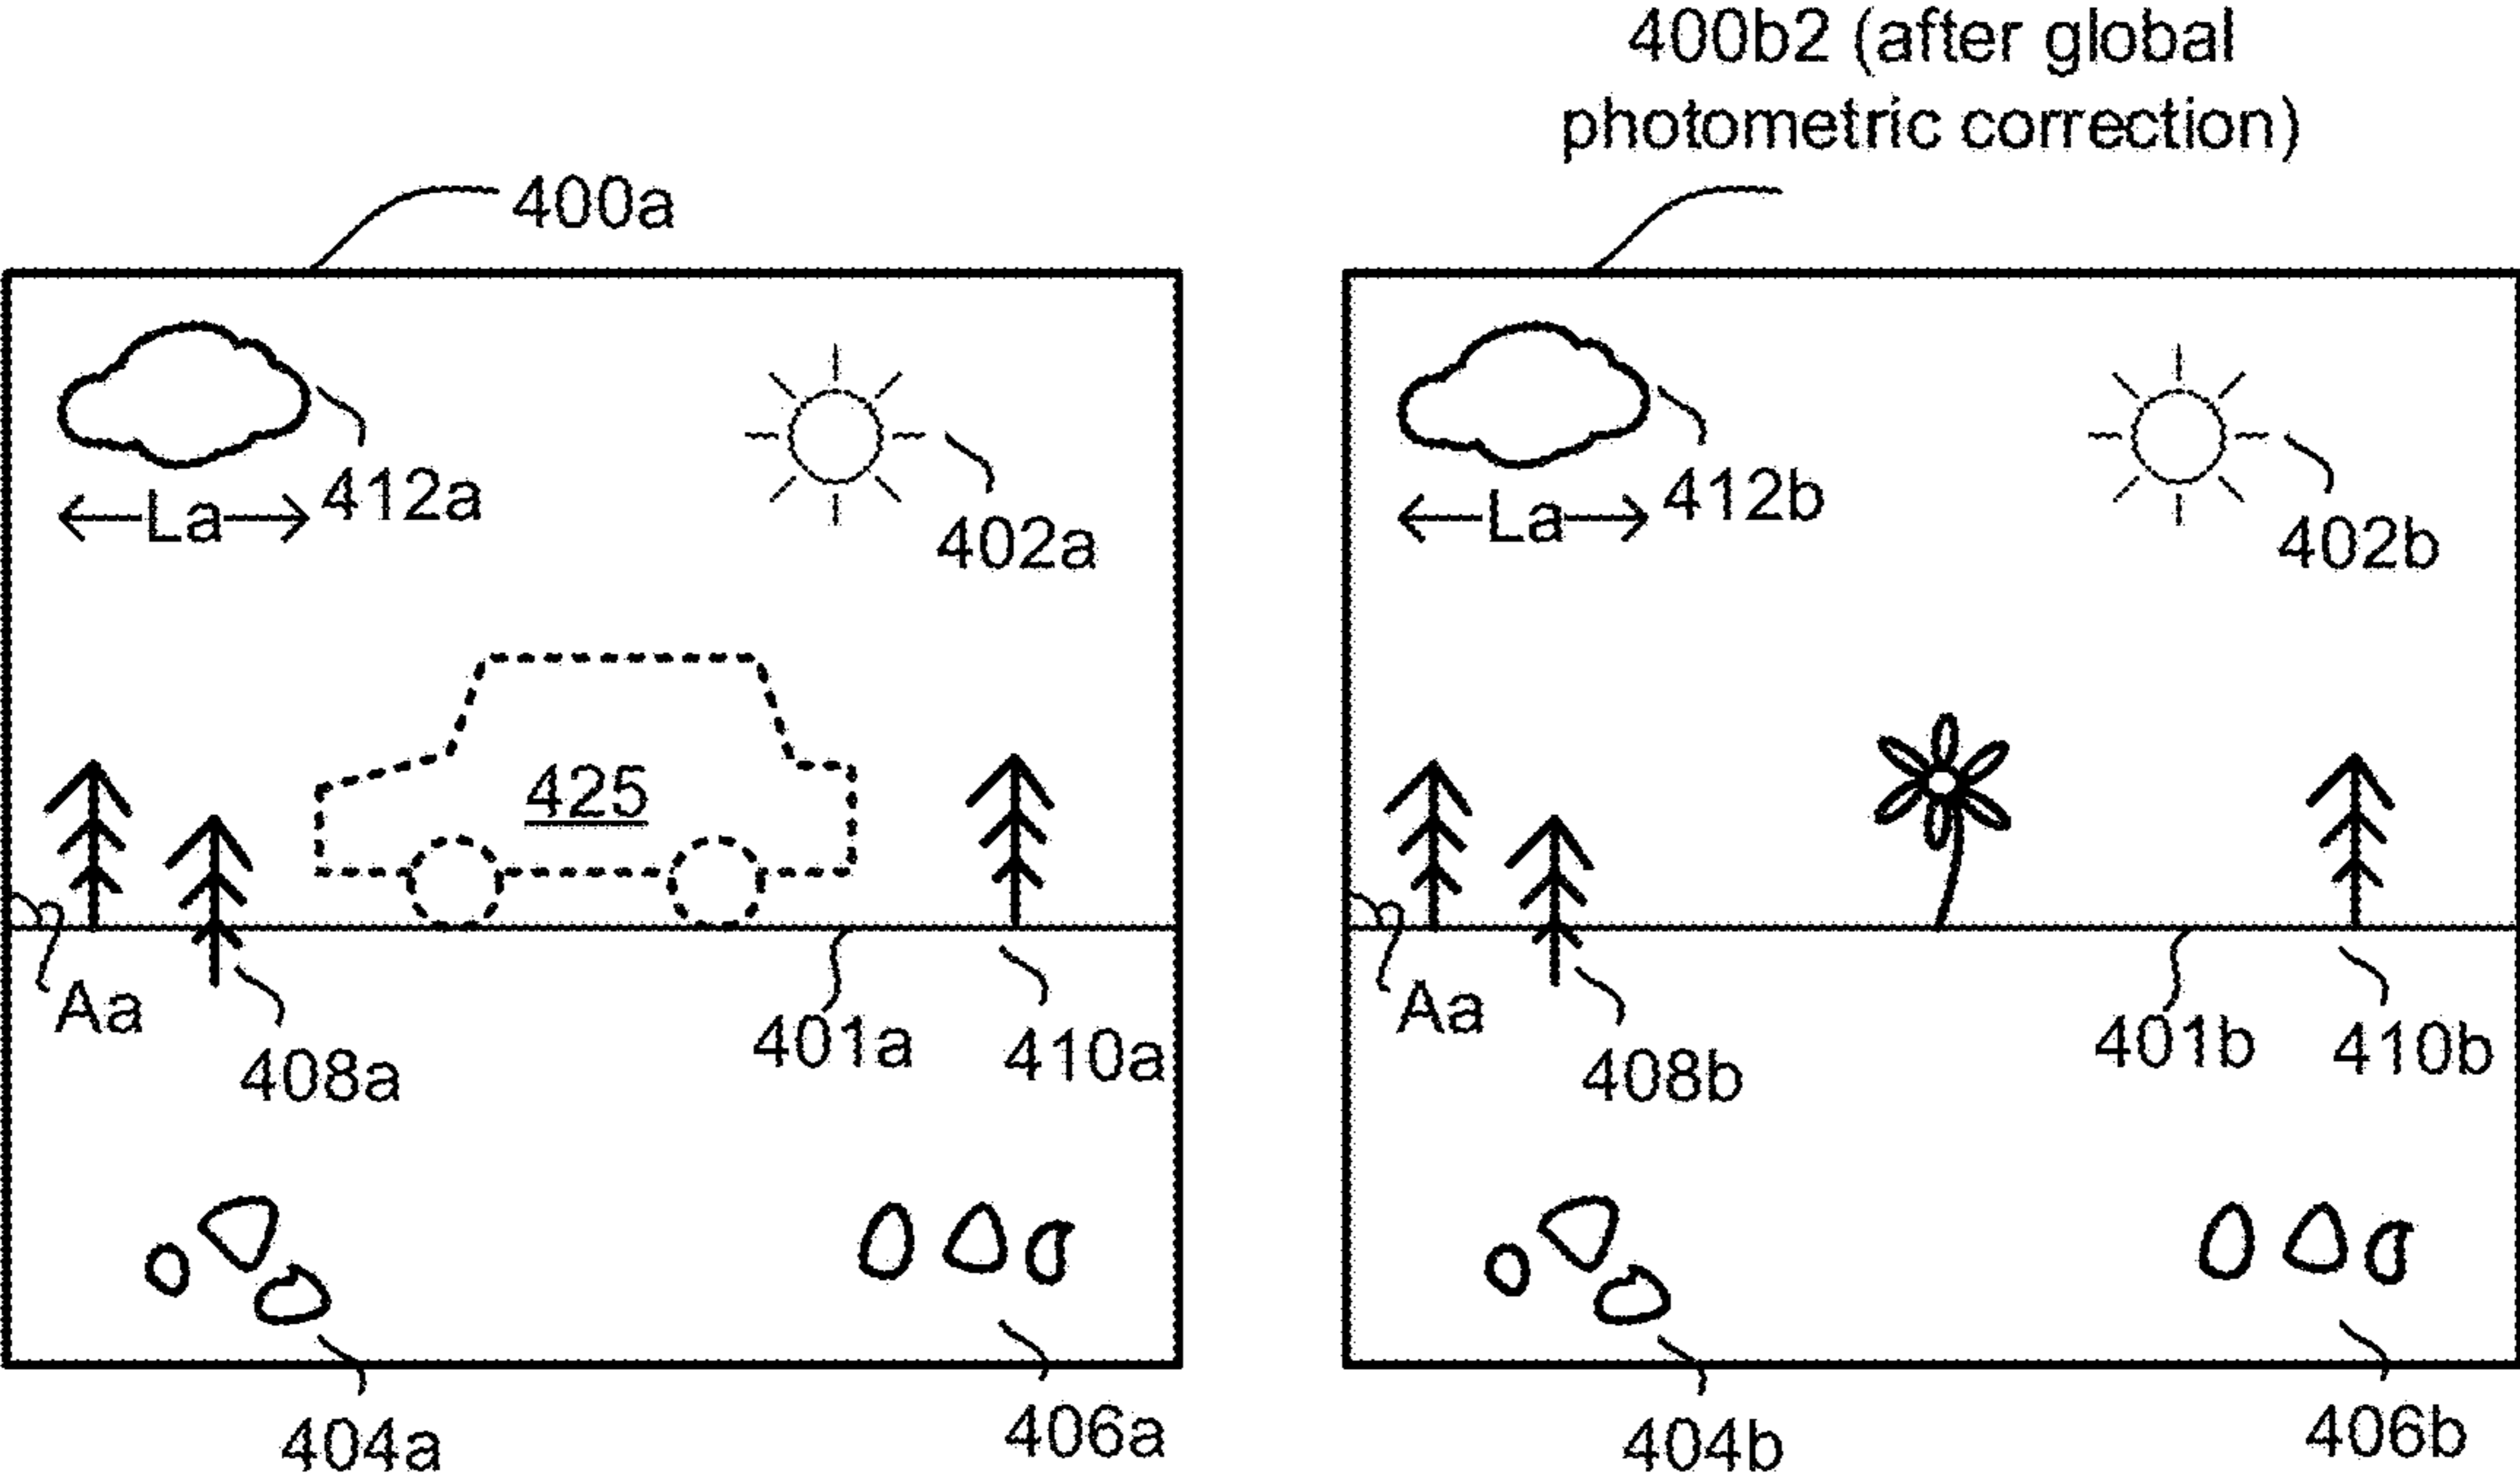 400b2 (after global
photometric correction)
400a
412a
La
402a
412b
La
402b
425
Aa
408a
401a
410a
Aa
408b
401b
410b
404a
406a
404b
406b